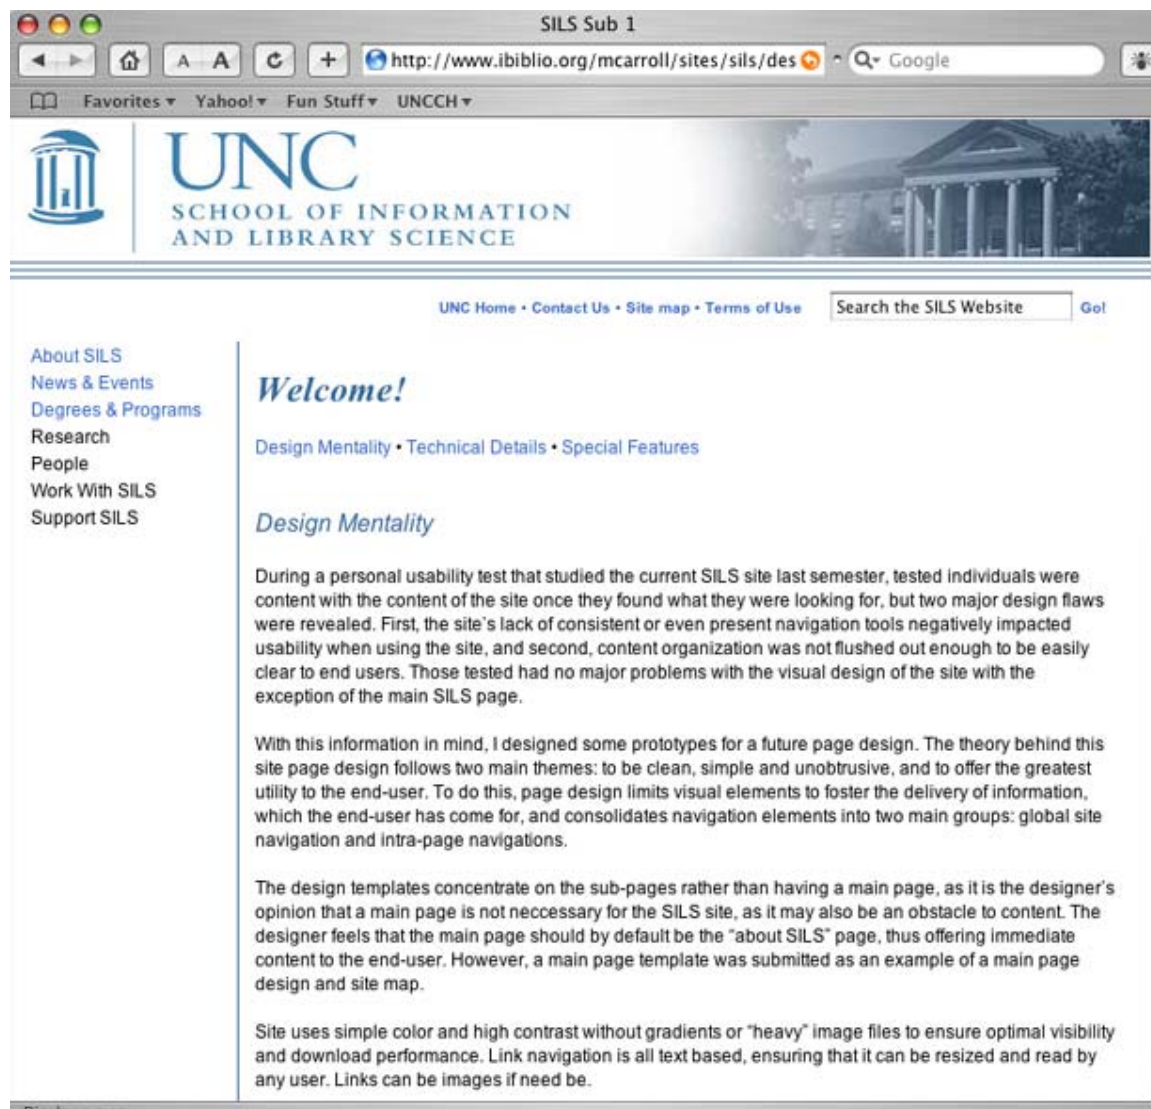 SILS Sub 1
A A + http://www.ibiblio.org/mcarroll/sites/sils/des Google
Favorites Yahoo! Fun Stuff UNCCH
UNC
SCHOOL OF INFORMATION
AND LIBRARY SCIENCE
UNC Home • Contact Us • Site map • Terms of Use Search the SILS Website Go!
About SILS
News & Events
Degrees & Programs
Research
People
Work With SILS
Support SILS
Welcome!
Design Mentality • Technical Details • Special Features
Design Mentality
During a personal usability test that studied the current SILS site last semester, tested individuals were
content with the content of the site once they found what they were looking for, but two major design flaws
were revealed. First, the site's lack of consistent or even present navigation tools negatively impacted
usability when using the site, and second, content organization was not flushed out enough to be easily
clear to end users. Those tested had no major problems with the visual design of the site with the
exception of the main SILS page.
With this information in mind, I designed some prototypes for a future page design. The theory behind this
site page design follows two main themes: to be clean, simple and unobtrusive, and to offer the greatest
utility to the end-user. To do this, page design limits visual elements to foster the delivery of information,
which the end-user has come for, and consolidates navigation elements into two main groups: global site
navigation and intra-page navigations.
The design templates concentrate on the sub-pages rather than having a main page, as it is the designer's
opinion that a main page is not neccessary for the SILS site, as it may also be an obstacle to content. The
designer feels that the main page should by default be the "about SILS" page, thus offering immediate
content to the end-user. However, a main page template was submitted as an example of a main page
design and site map.
Site uses simple color and high contrast without gradients or "heavy" image files to ensure optimal visibility
and download performance. Link navigation is all text based, ensuring that it can be resized and read by
any user. Links can be images if need be.